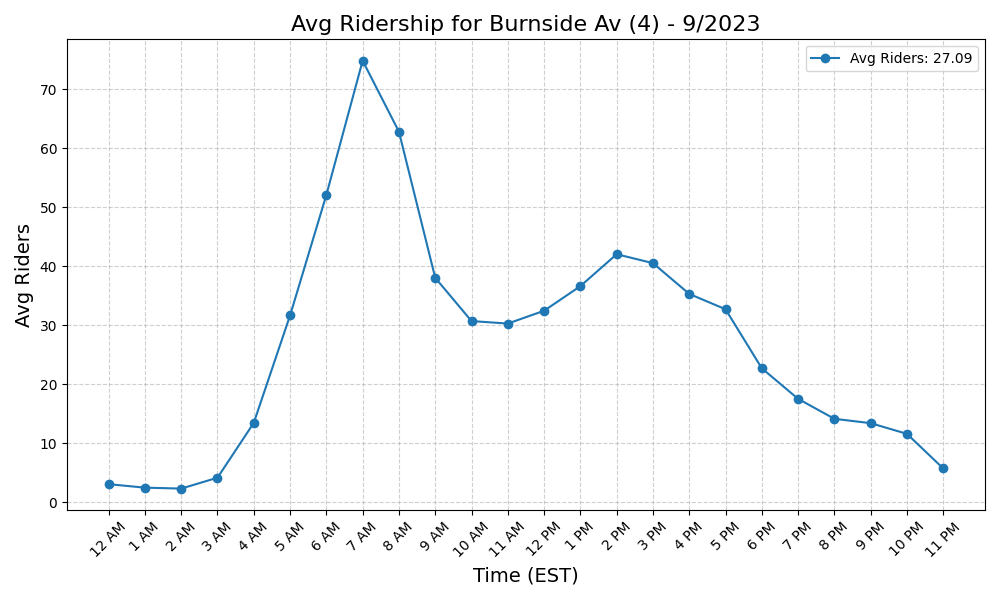 Avg Ridership for Burnside Av (4) - 9/2023
Avg Riders: 27.09
Avg Riders
70
60
50
40
30
20
10
0
12 AM
1 AM
2 AM
3 AM
4 AM
5 AM
6 AM
7 AM
8 AM
9 AM
10 AM
11 AM
12 PM
1 PM
2 PM
3 PM
4 PM
5 PM
6 PM
7 PM
8 PM
9 PM
10 PM
11 PM
Time (EST)